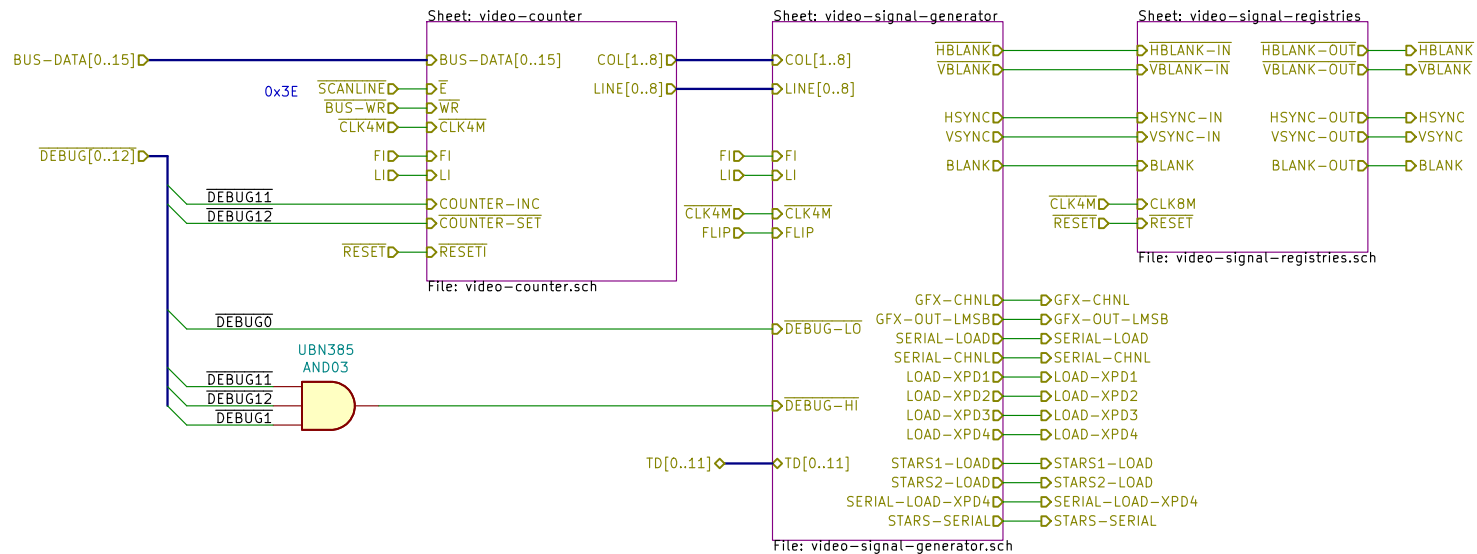 Sheet: video-counter
BUS-DATA[0..15]
BUS-DATA[0..15]
COL[1..8]
LINE[0..8]
0x3E
SCANLINE
E
BUS-WR
WR
CLK4M
CLK4M
FI
FI
LI
LI
DEBUG[0..12]
DEBUG11
COUNTER-INC
DEBUG12
COUNTER-SET
RESET
RESETI
File: video-counter.sch
DEBUG0
UBN385
AND03
DEBUG11
DEBUG12
DEBUG1
Sheet: video-signal-generator
COL[1..8]
LINE[0..8]
FI
FI
LI
LI
CLK4M
CLK4M
FLIP
FLIP
DEBUG-LO
DEBUG-HI
TD[0..11]
TD[0..11]
HBLANK
VBLANK
HSYNC
VSYNC
BLANK
GFX-CHNL
GFX-CHNL
GFX-OUT-LMSB
GFX-OUT-LMSB
SERIAL-LOAD
SERIAL-LOAD
SERIAL-CHNL
SERIAL-CHNL
LOAD-XPD1
LOAD-XPD1
LOAD-XPD2
LOAD-XPD2
LOAD-XPD3
LOAD-XPD3
LOAD-XPD4
LOAD-XPD4
STARS1-LOAD
STARS1-LOAD
STARS2-LOAD
STARS2-LOAD
SERIAL-LOAD-XPD4
SERIAL-LOAD-XPD4
STARS-SERIAL
STARS-SERIAL
File: video-signal-generator.sch
Sheet: video-signal-registries
HBLANK-IN
HBLANK-OUT
HBLANK
VBLANK-IN
VBLANK-OUT
VBLANK
HSYNC-IN
HSYNC-OUT
HSYNC
VSYNC-IN
VSYNC-OUT
VSYNC
BLANK
BLANK-OUT
BLANK
CLK4M
CLK8M
RESET
RESET
File: video-signal-registries.sch